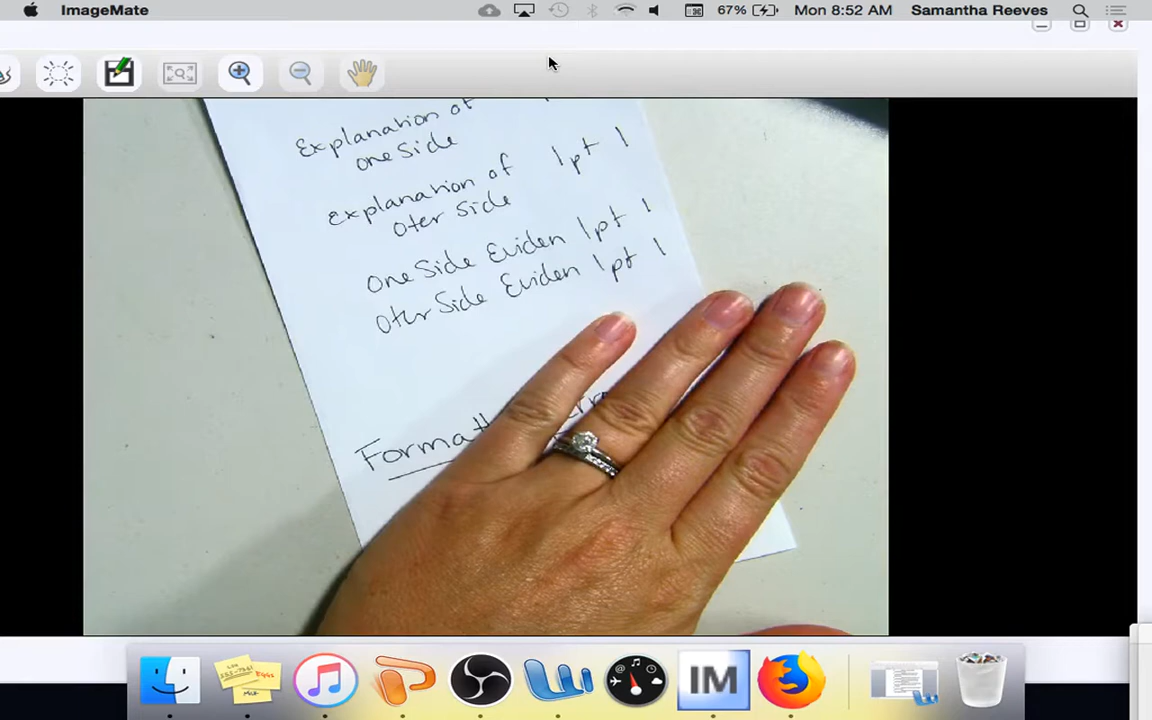 ImageMate
67%
Mon 8:52 AM
Samantha Reeves
Explanation of
one Side
Explanation of 1pt 1
Oter Side
one Side Eviden 1pt 1
Oter Side Eviden 1pt 1
IM